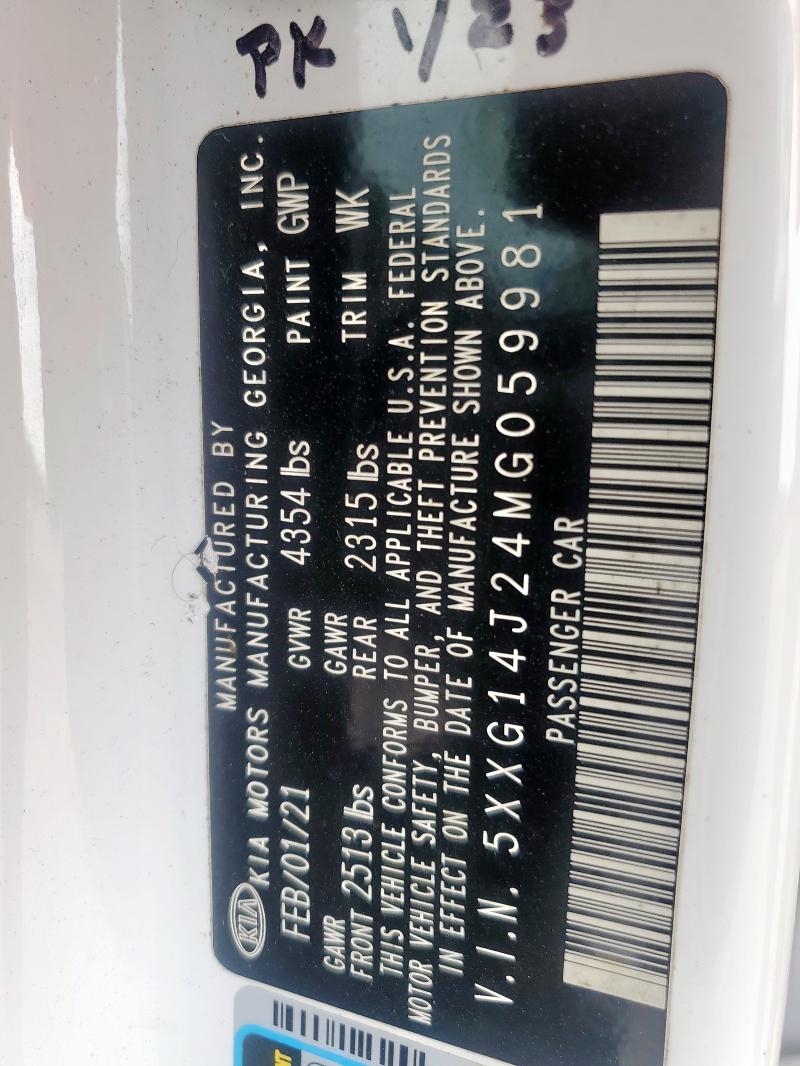 PX 1/23
MANUFACTURED BY
KIA KIA MOTORS MANUFACTURING GEORGIA, INC.
FEB/01/21 GVWR 4354 lbs PAINT GWP
GAWR GAWR
FRONT 2513 lbs REAR 2315 lbs TRIM WK
THIS VEHICLE CONFORMS TO ALL APPLICABLE U.S.A. FEDERAL
MOTOR VEHICLE SAFETY, BUMPER, AND THEFT PREVENTION STANDARDS
IN EFFECT ON THE DATE OF MANUFACTURE SHOWN ABOVE.
V.I.N. 5XXG14J24MG059981
PASSENGER CAR